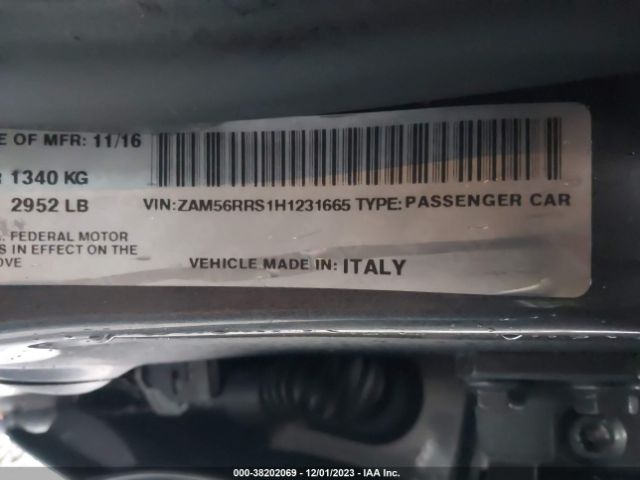 E OF MFR: 11/16
1340 KG
2952 LB
VIN:ZAM56RRS1H1231665 TYPE:PASSENGER CAR
FEDERAL MOTOR
S IN EFFECT ON THE
OVE
VEHICLE MADE IN: ITALY
000-38202069 - 12/01/2023 - IAA Inc.